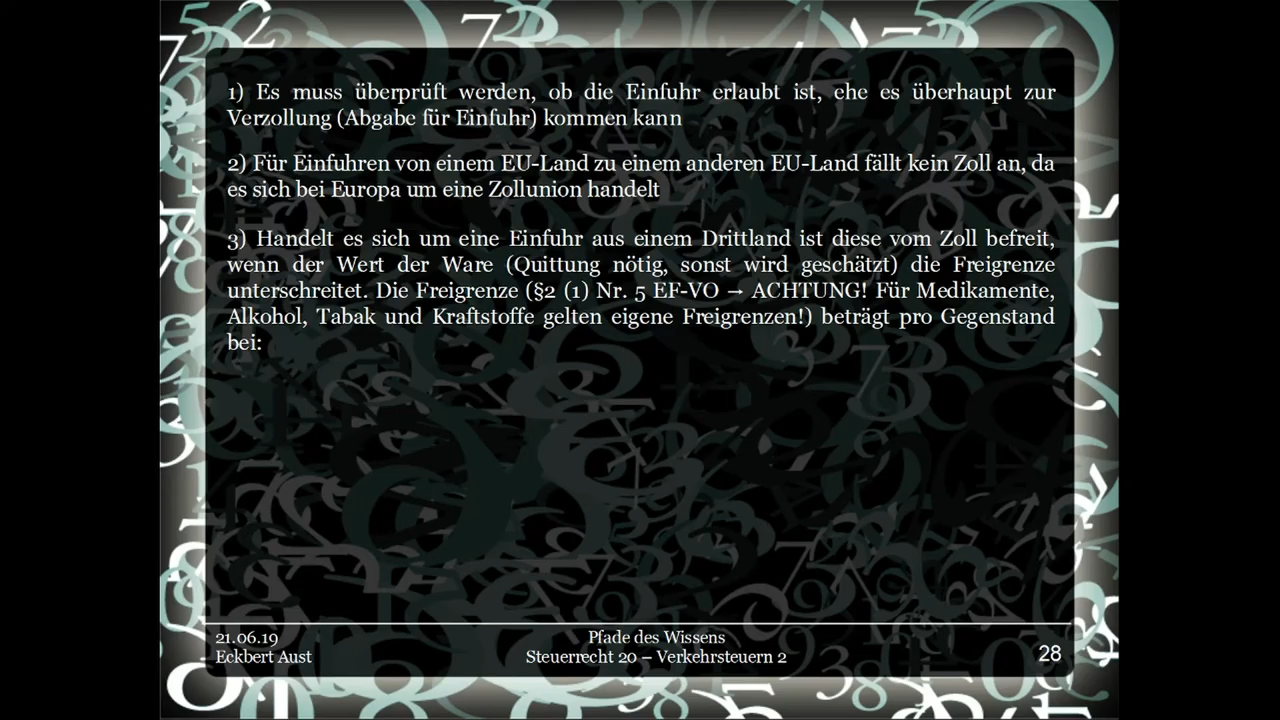 1) Es muss überprüft werden, ob die Einfuhr erlaubt ist, ehe es überhaupt zur
Verzollung (Abgabe für Einfuhr) kommen kann
2) Für Einfuhren von einem EU-Land zu einem anderen EU-Land fällt kein Zoll an, da
es sich bei Europa um eine Zollunion handelt
3) Handelt es sich um eine Einfuhr aus einem Drittland ist diese vom Zoll befreit,
wenn der Wert der Ware (Quittung nötig, sonst wird geschätzt) die Freigrenze
unterschreitet. Die Freigrenze (§2 (1) Nr. 5 EF-VO → ACHTUNG! Für Medikamente,
Alkohol, Tabak und Kraftstoffe gelten eigene Freigrenzen!) beträgt pro Gegenstand
bei:
21.06.19
Eckbert Aust
Pfade des Wissens
Steuerrecht 20 – Verkehrsteuern 2
28